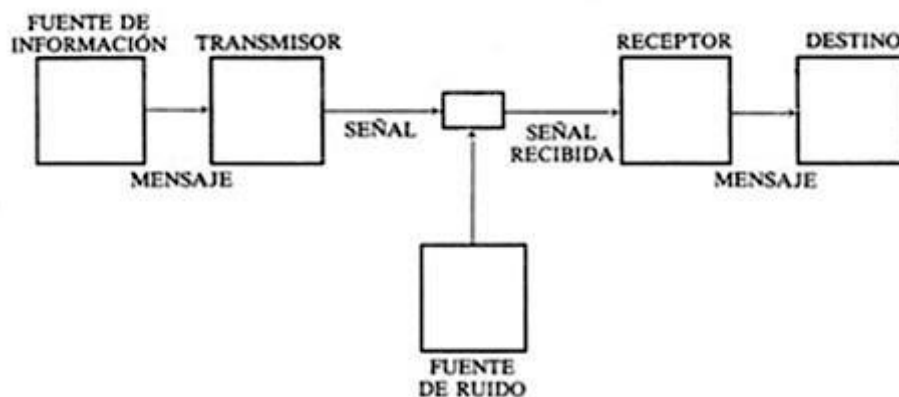 FUENTE DE
INFORMACIÓN
TRANSMISOR
RECEPTOR
DESTINO
MENSAJE
SEÑAL
SEÑAL
RECIBIDA
MENSAJE
FUENTE
DE RUIDO